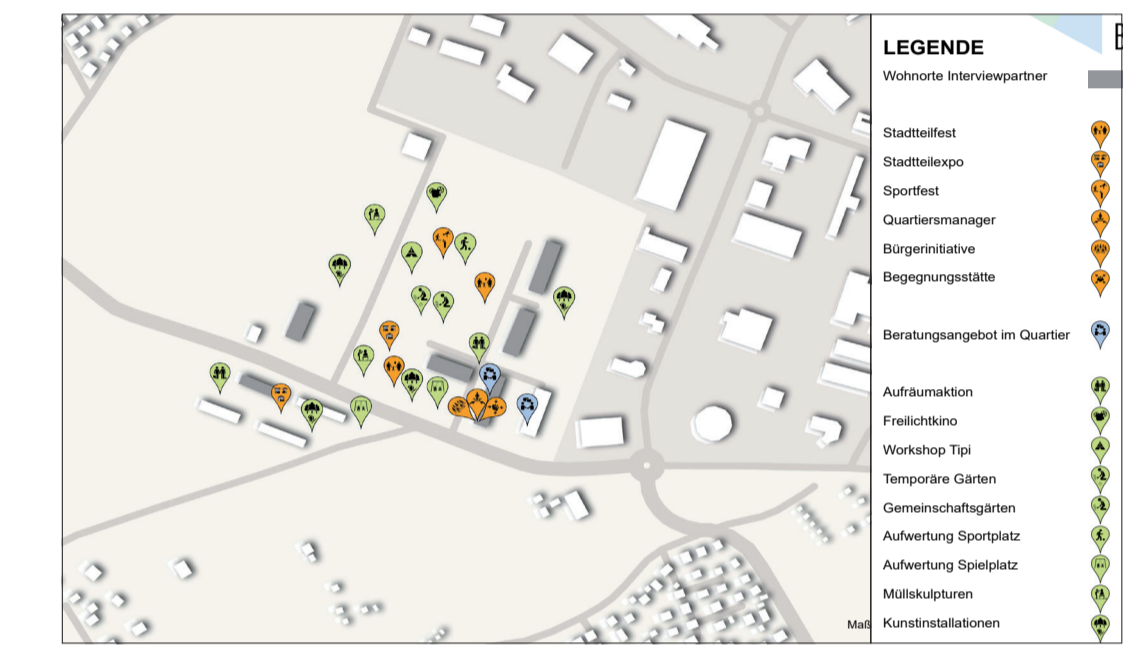 LEGENDE
Wohnorte Interviewpartner
Stadtteilfest
Stadtteilexpo
Sportfest
Quartiersmanager
Bürgerinitiative
Begegnungsstätte
Beratungsangebot im Quartier
Aufräumaktion
Freilichtkino
Workshop Tipi
Temporäre Gärten
Gemeinschaftsgärten
Aufwertung Sportplatz
Aufwertung Spielplatz
Müllskulpturen
Kunstinstallationen
Maß